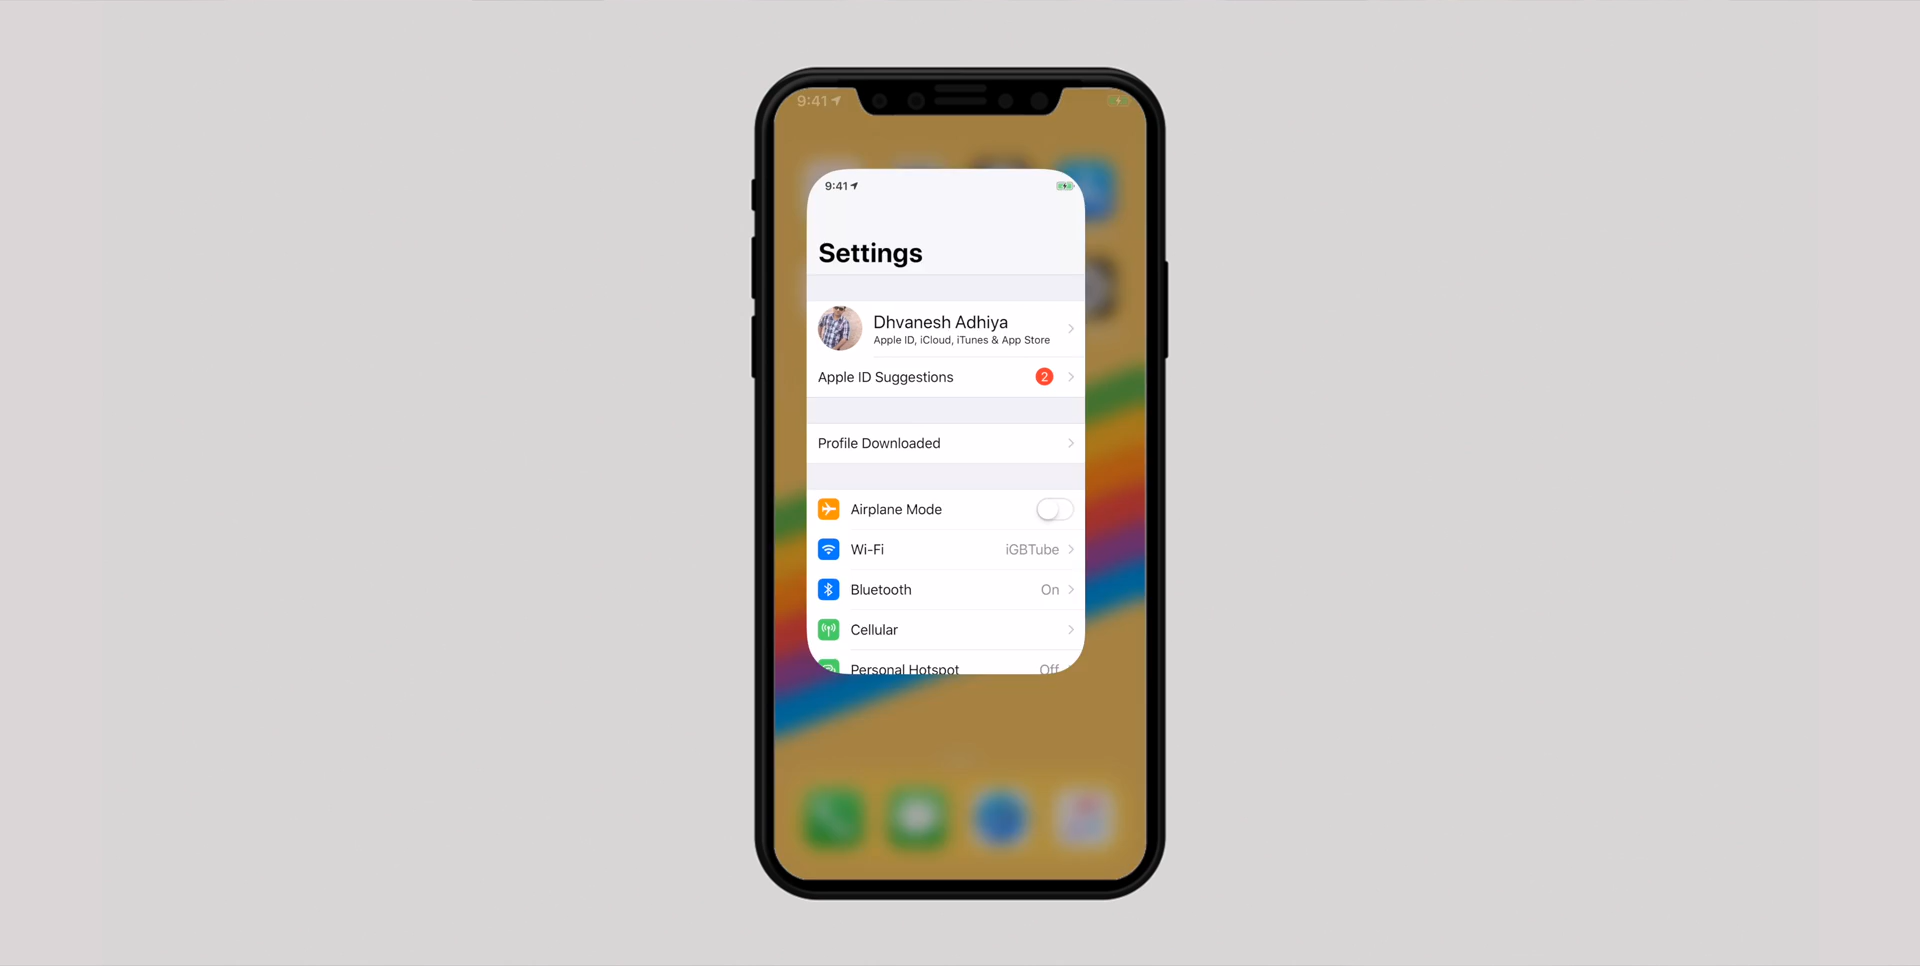 9:41
9:41
Settings
Dhvanesh Adhiya
Apple ID, iCloud, iTunes & App Store
Apple ID Suggestions 2
Profile Downloaded
Airplane Mode
Wi-Fi iGBTube
Bluetooth On
Cellular
Personal Hotspot Off